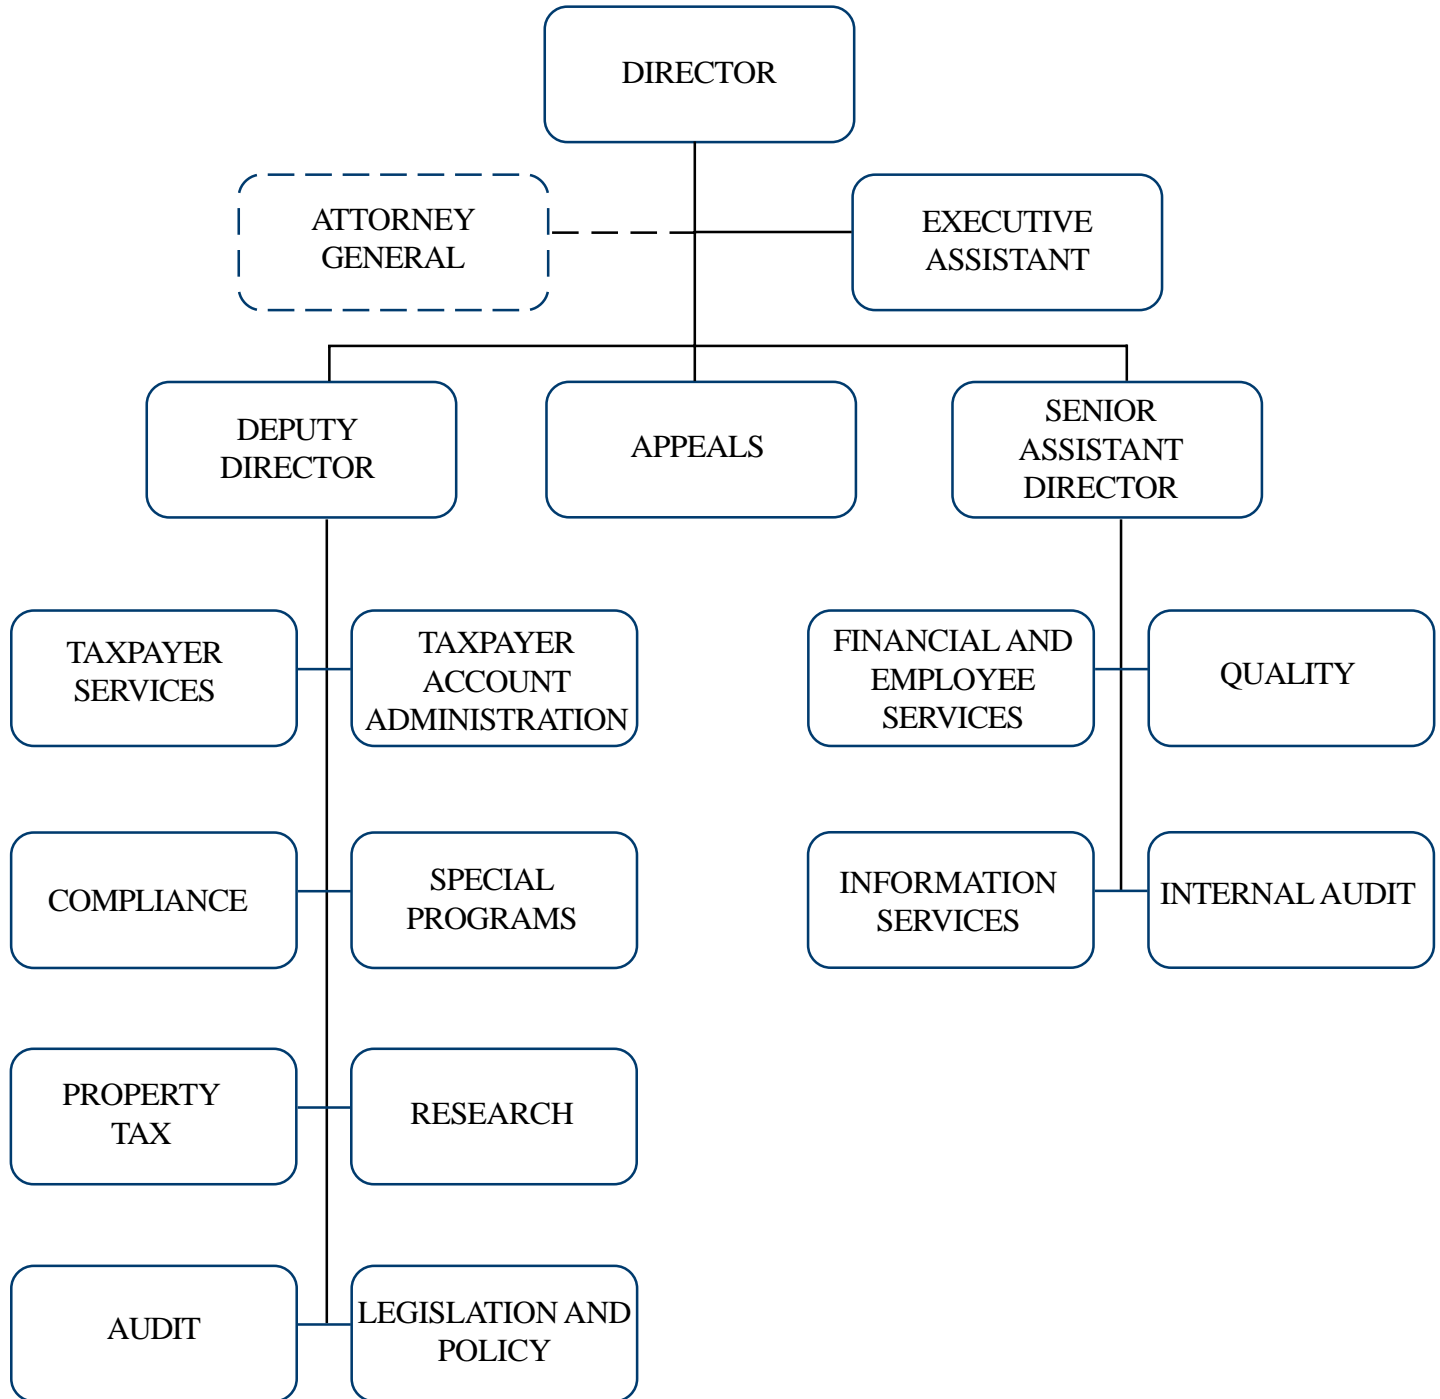 DIRECTOR
ATTORNEY
GENERAL
EXECUTIVE
ASSISTANT
DEPUTY
DIRECTOR
APPEALS
SENIOR
ASSISTANT
DIRECTOR
TAXPAYER
SERVICES
TAXPAYER
ACCOUNT
ADMINISTRATION
FINANCIAL AND
EMPLOYEE
SERVICES
QUALITY
COMPLIANCE
SPECIAL
PROGRAMS
INFORMATION
SERVICES
INTERNAL AUDIT
PROPERTY
TAX
RESEARCH
AUDIT
LEGISLATION AND
POLICY